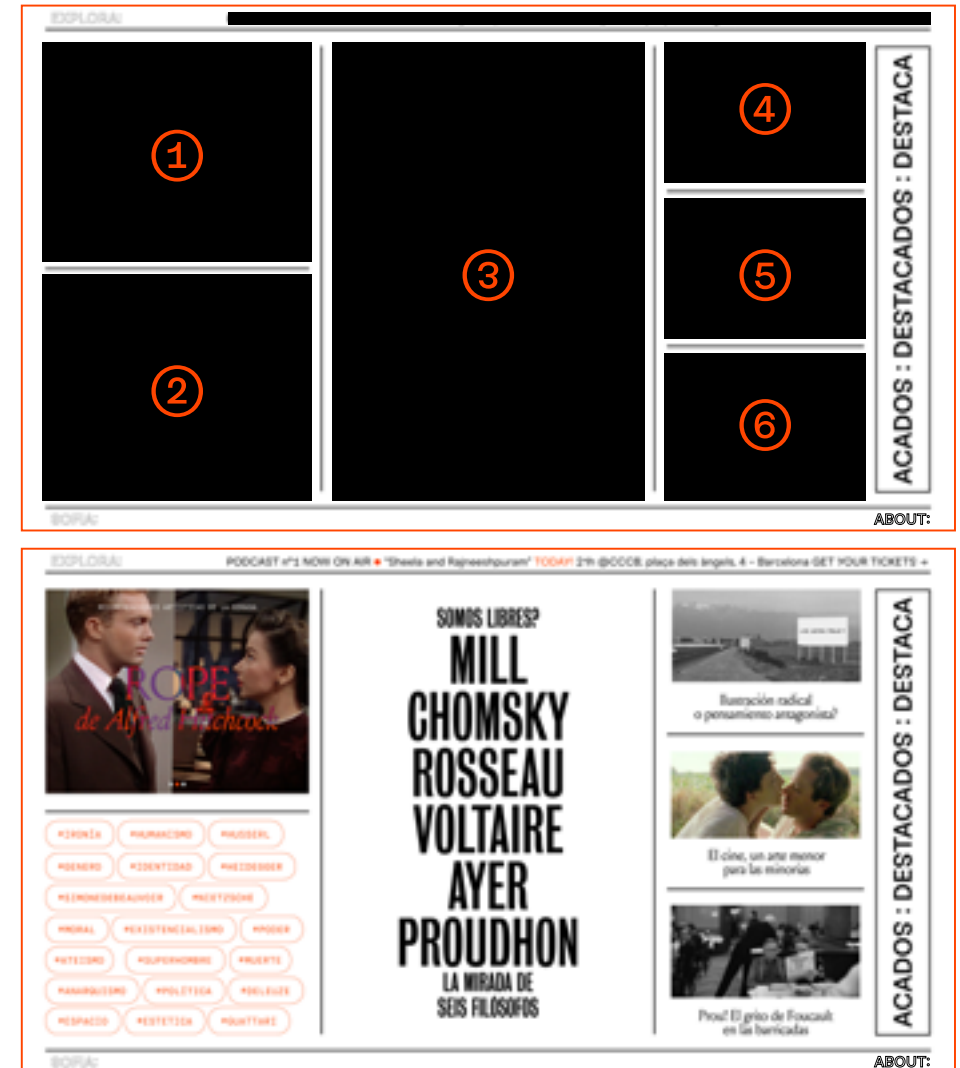 EXPLORA:
ACADOS : DESTACADOS : DESTACA
1
2
3
4
5
6
SOFIA:
ABOUT:
EXPLORA:
PODCAST nº1 NOW ON AIR • "Sheela and Rajneeshpuram" TODAY! 21h @CCCB, plaça dels àngels, 4 - Barcelona GET YOUR TICKETS →
ROPE
de Alfred Hitchcock
#IRONÍA #HUMANISMO #HUSSERL
#GENERO #IDENTIDAD #HEIDEGGER
#SIMONEDEBEAUVOIR #NIETZSCHE
#MORAL #EXISTENCIALISMO #PODER
#ATEISMO #SUPERHOMBRE #MUERTE
#ANARQUISMO #POLÍTICA #DELEUZE
#ESPACIO #ESTETICA #GUATTARI
SOMOS LIBRES?
MILL
CHOMSKY
ROSSEAU
VOLTAIRE
AYER
PROUDHON
LA MIRADA DE
SEIS FILÓSOFOS
Ilustración radical
o pensamiento antagonista?
El cine, un arte menor
para las minorías
Prou! El grito de Foucault
en las barricadas
ACADOS : DESTACADOS : DESTACA
SOFIA:
ABOUT: